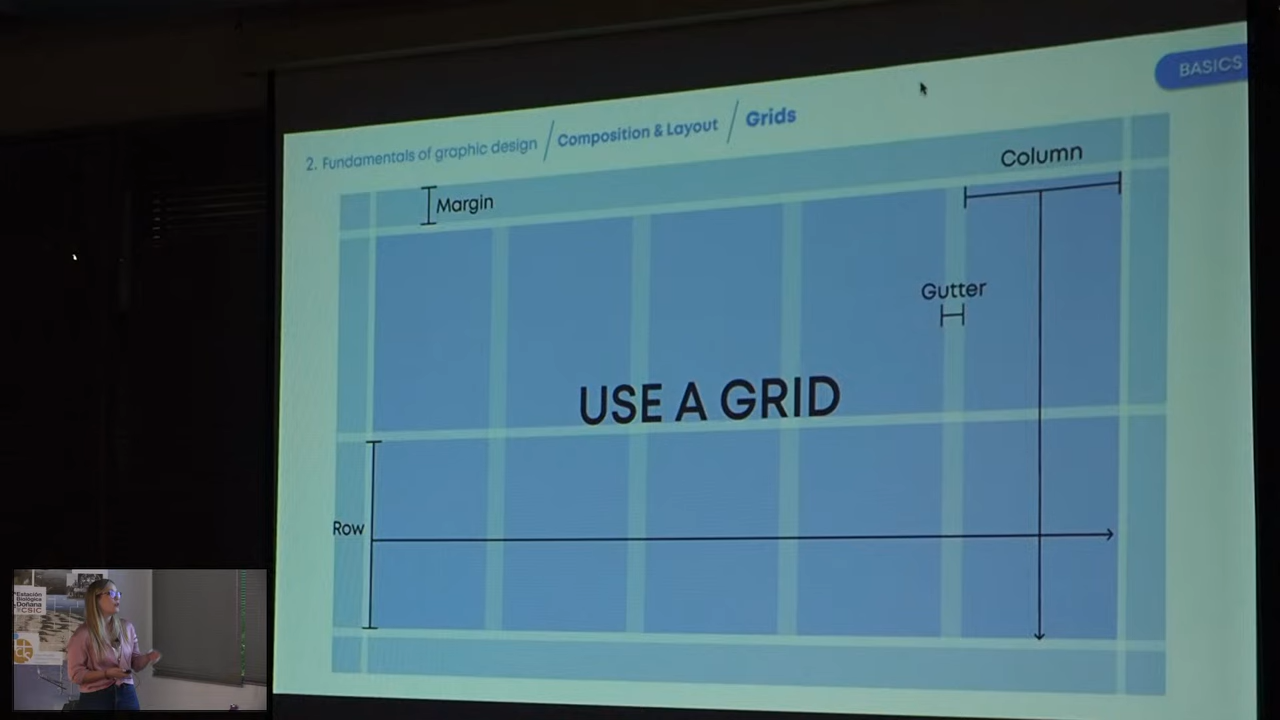 BASICS
2. Fundamentals of graphic design / Composition & Layout / Grids
Column
Margin
Gutter
USE A GRID
Row
Estación
Biológica
Doñana
CSIC